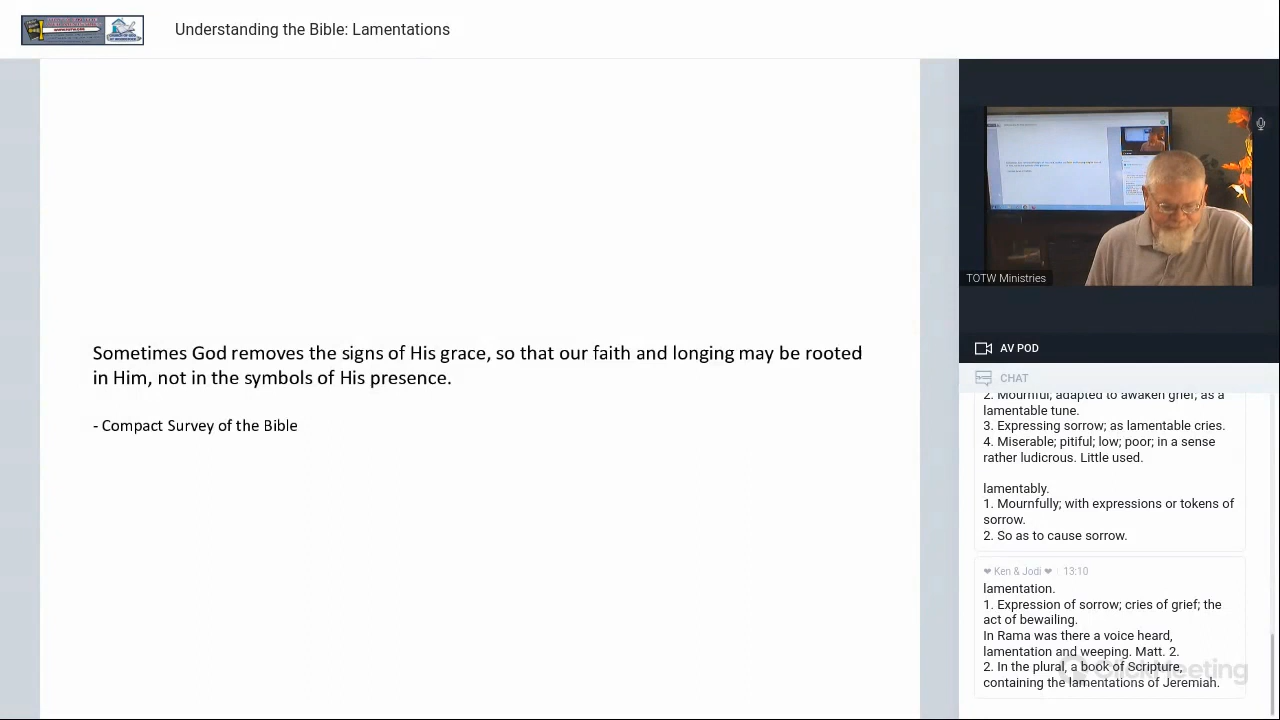 Understanding the Bible: Lamentations
Sometimes God removes the signs of His grace, so that our faith and longing may be rooted
in Him, not in the symbols of His presence.
- Compact Survey of the Bible
TOTW Ministries
AV POD
CHAT
2. Mournful; adapted to awaken grief; as a
lamentable tune.
3. Expressing sorrow; as lamentable cries.
4. Miserable; pitiful; low; poor; in a sense
rather ludicrous. Little used.
lamentably.
1. Mournfully; with expressions or tokens of
sorrow.
2. So as to cause sorrow.
❤ Ken & Jodi ❤ 13:10
lamentation.
1. Expression of sorrow; cries of grief; the
act of bewailing.
In Rama was there a voice heard,
lamentation and weeping. Matt. 2.
2. In the plural, a book of Scripture,
containing the lamentations of Jeremiah.
ClickMeeting